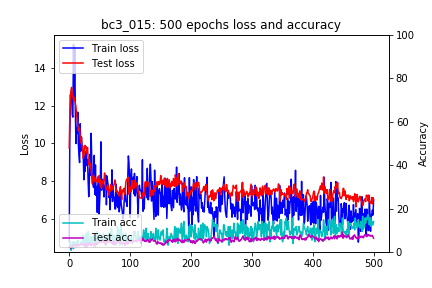 bc3_015: 500 epochs loss and accuracy
Train loss
Test loss
Train acc
Test acc
Loss
14
12
10
8
6
Accuracy
100
80
60
40
20
0
0
100
200
300
400
500